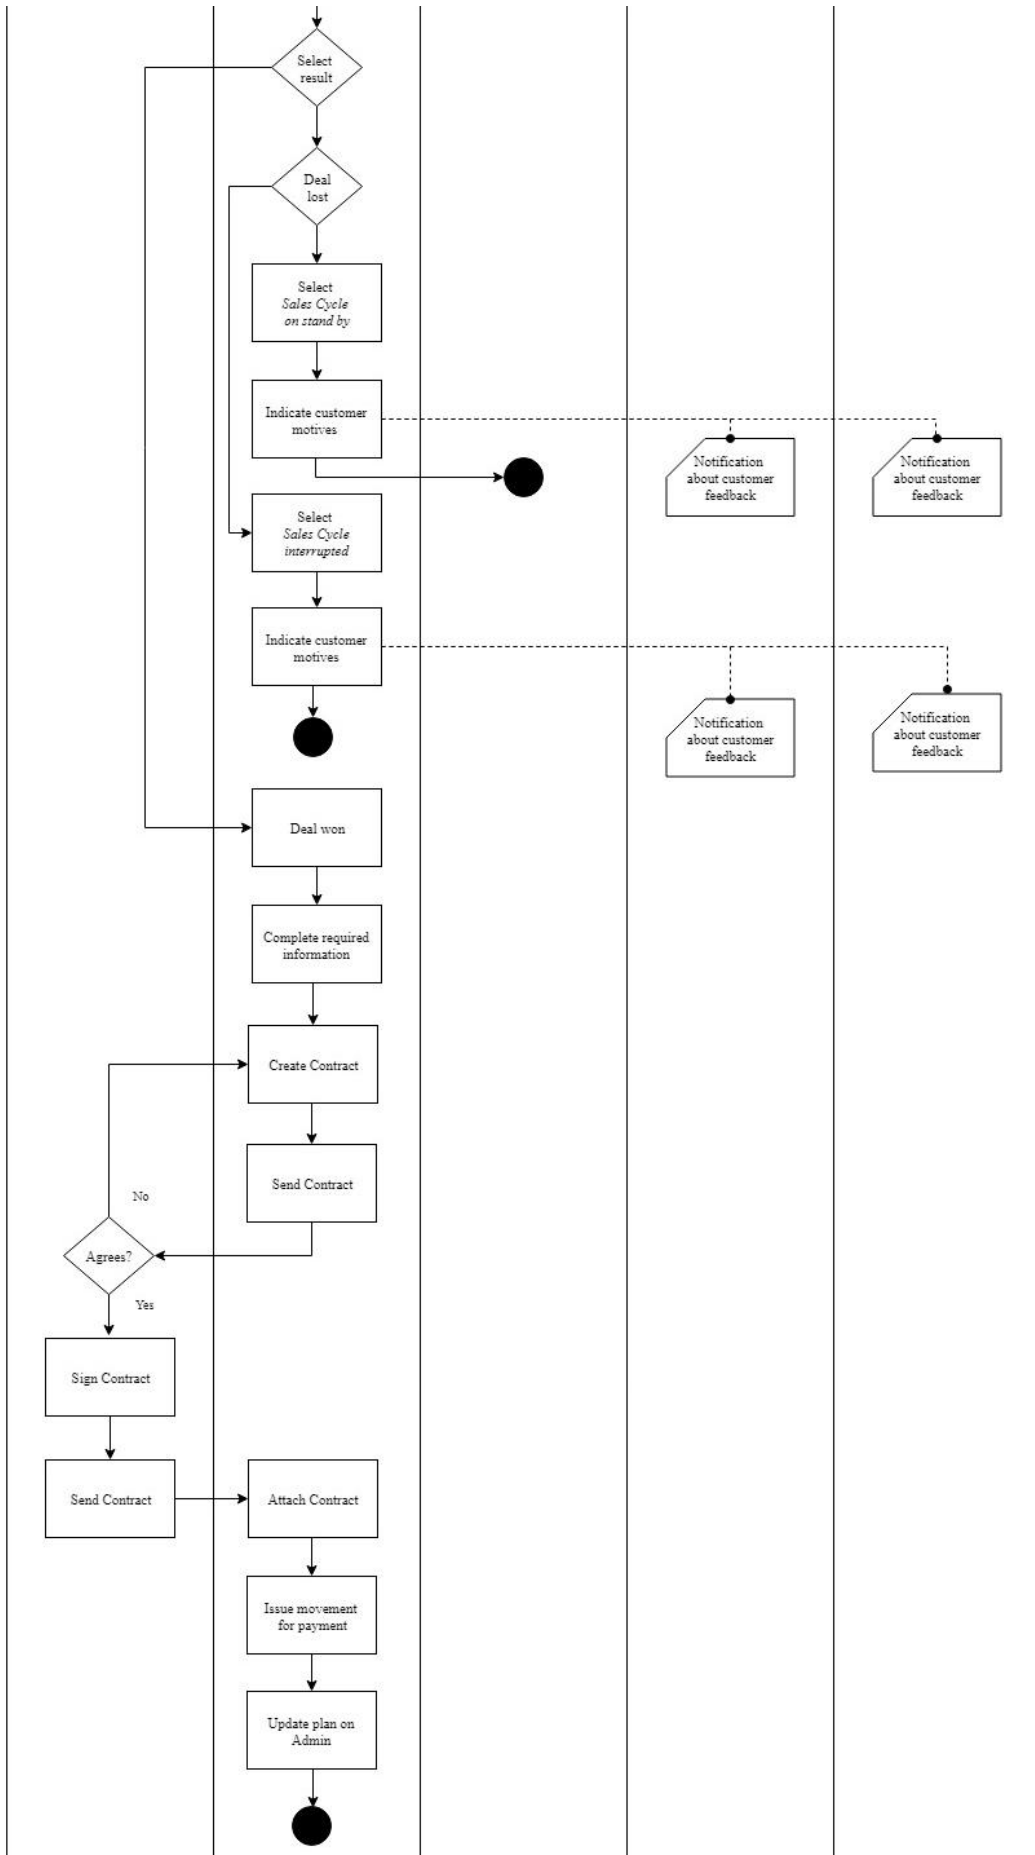 Select
result
Deal
lost
Select
Sales Cycle
on stand by
Indicate customer
motives
Notification
about customer
feedback
Notification
about customer
feedback
Select
Sales Cycle
interrupted
Indicate customer
motives
Notification
about customer
feedback
Notification
about customer
feedback
Deal won
Complete required
information
Create Contract
Send Contract
No
Agrees?
Yes
Sign Contract
Send Contract
Attach Contract
Issue movement
for payment
Update plan on
Admin